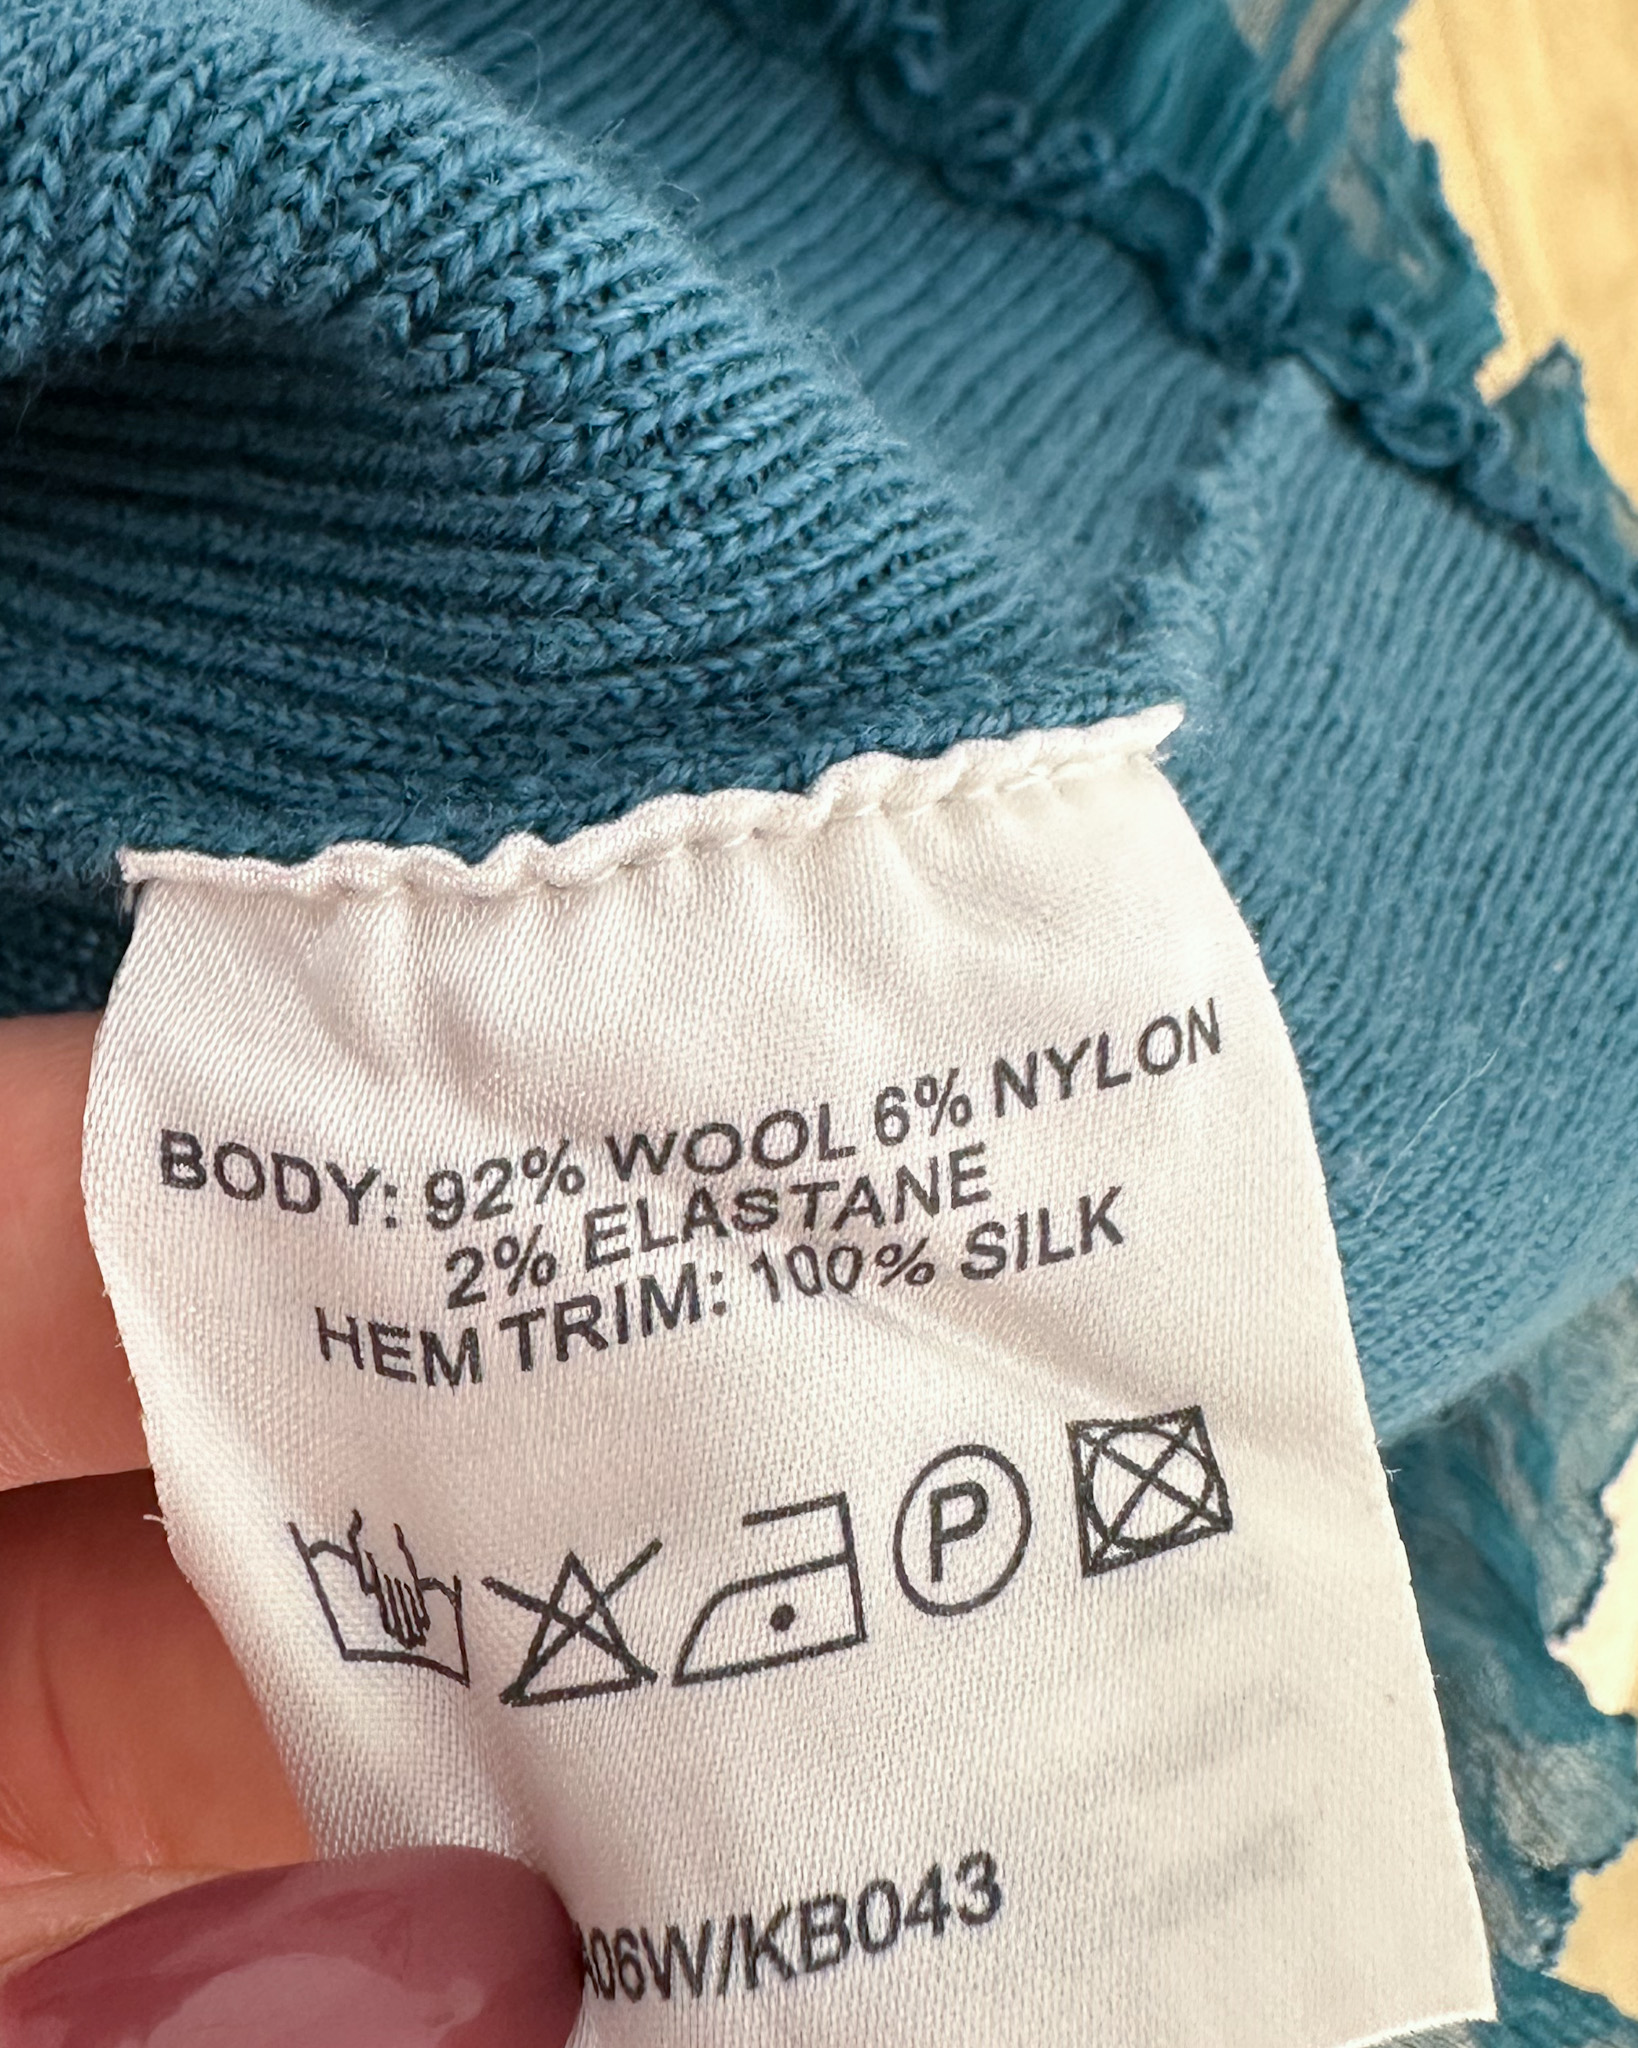 BODY: 92% WOOL 6% NYLON
2% ELASTANE
HEM TRIM: 100% SILK
P
06W/KB043